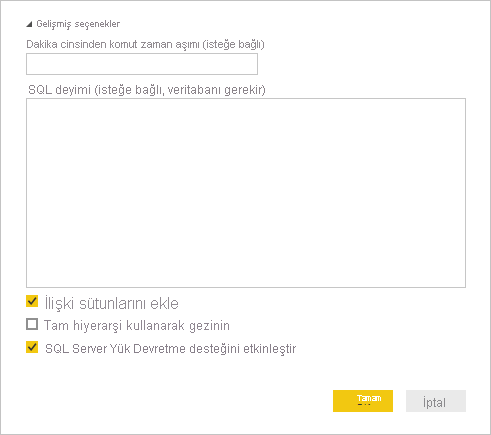 Gelişmiş seçenekler
Dakika cinsinden komut zaman aşımı (isteğe bağlı)
SQL deyimi (isteğe bağlı, veritabanı gerekir)
İlişki sütunlarını ekle
Tam hiyerarşi kullanarak gezinin
SQL Server Yük Devretme desteğini etkinleştir
Tamam
İptal